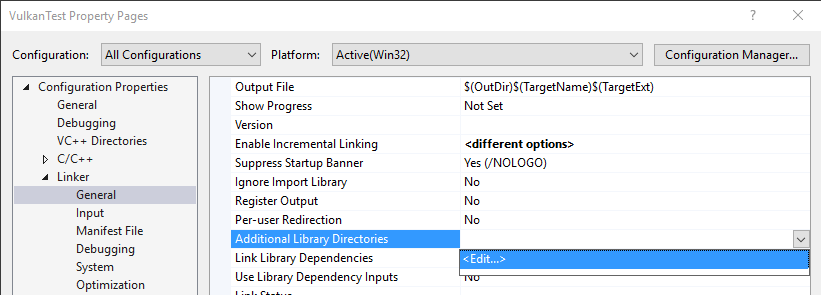 VulkanTest Property Pages
Configuration: All Configurations Platform: Active(Win32) Configuration Manager...
Configuration Properties
General
Debugging
VC++ Directories
C/C++
Linker
General
Input
Manifest File
Debugging
System
Optimization
Output File $(OutDir)$(TargetName)$(TargetExt)
Show Progress Not Set
Version
Enable Incremental Linking <different options>
Suppress Startup Banner Yes (/NOLOGO)
Ignore Import Library No
Register Output No
Per-user Redirection No
Additional Library Directories
Link Library Dependencies <Edit...>
Use Library Dependency Inputs No
Link Status